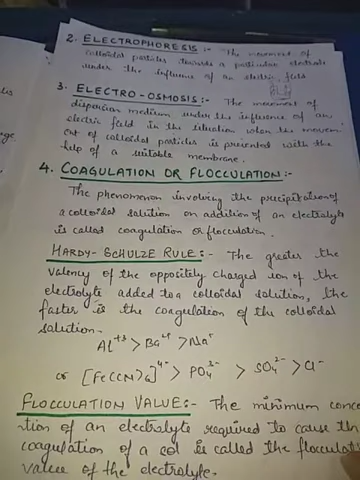 2. ELECTROPHORESIS :- The movement of
colloidal particles towards a particular electrode
under the influence of an electric field
3. ELECTRO-OSMOSIS:- The movement of
dispersion medium under the influence of an
electric field in the situation when the movem
ent of colloidal particles is prevented with the
help of a suitable membrane.
4. COAGULATION OR FLOCCULATION:-
The phenomenon involving the precipitation of
a colloidal solution on addition of an electrolyte
is called coagulation or flocculation.
HARDY-SCHULZE RULE:- The greater the
valency of the oppositely charged ion of the
electrolyte added to a colloidal solution, the
faster is the coagulation of the colloidal
solution.
Al+3 > Ba++ > Na+
or [Fe(CN)6]4- > PO43- > SO42- > Cl-
FLOCCULATION VALUE:- The minimum conce
ntration of an electrolyte required to cause the
coagulation of a sol is called the flocculati
value of the electrolyte.